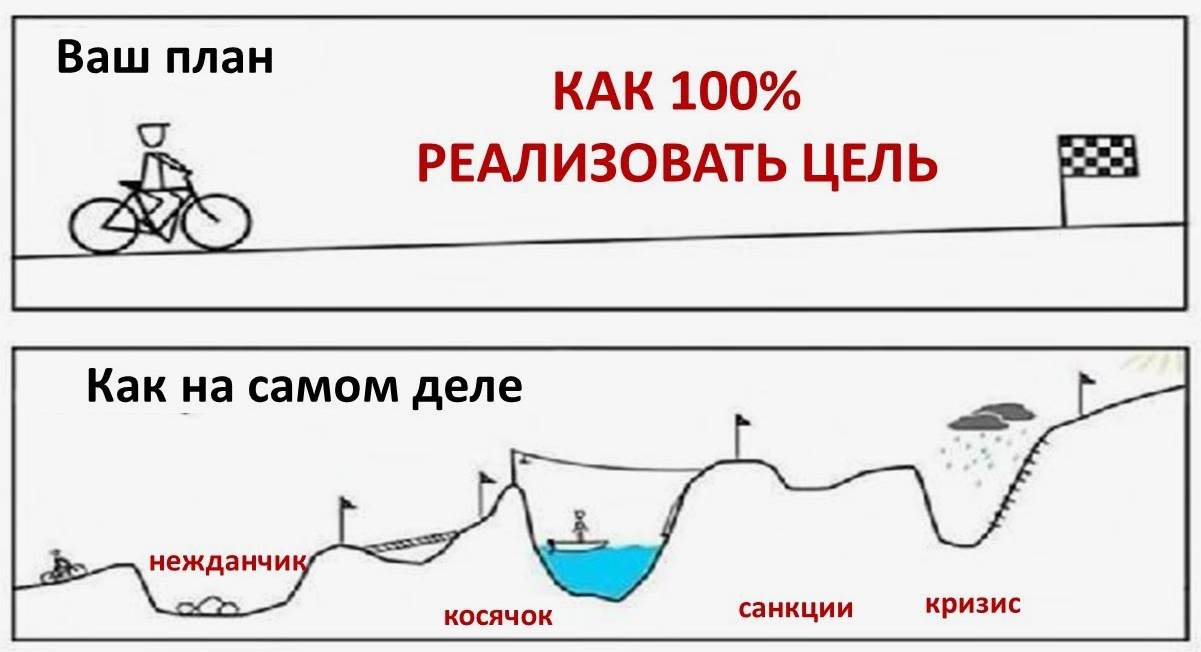 Ваш план
КАК 100%
РЕАЛИЗОВАТЬ ЦЕЛЬ
Как на самом деле
нежданчик
косячок
санкции
кризис